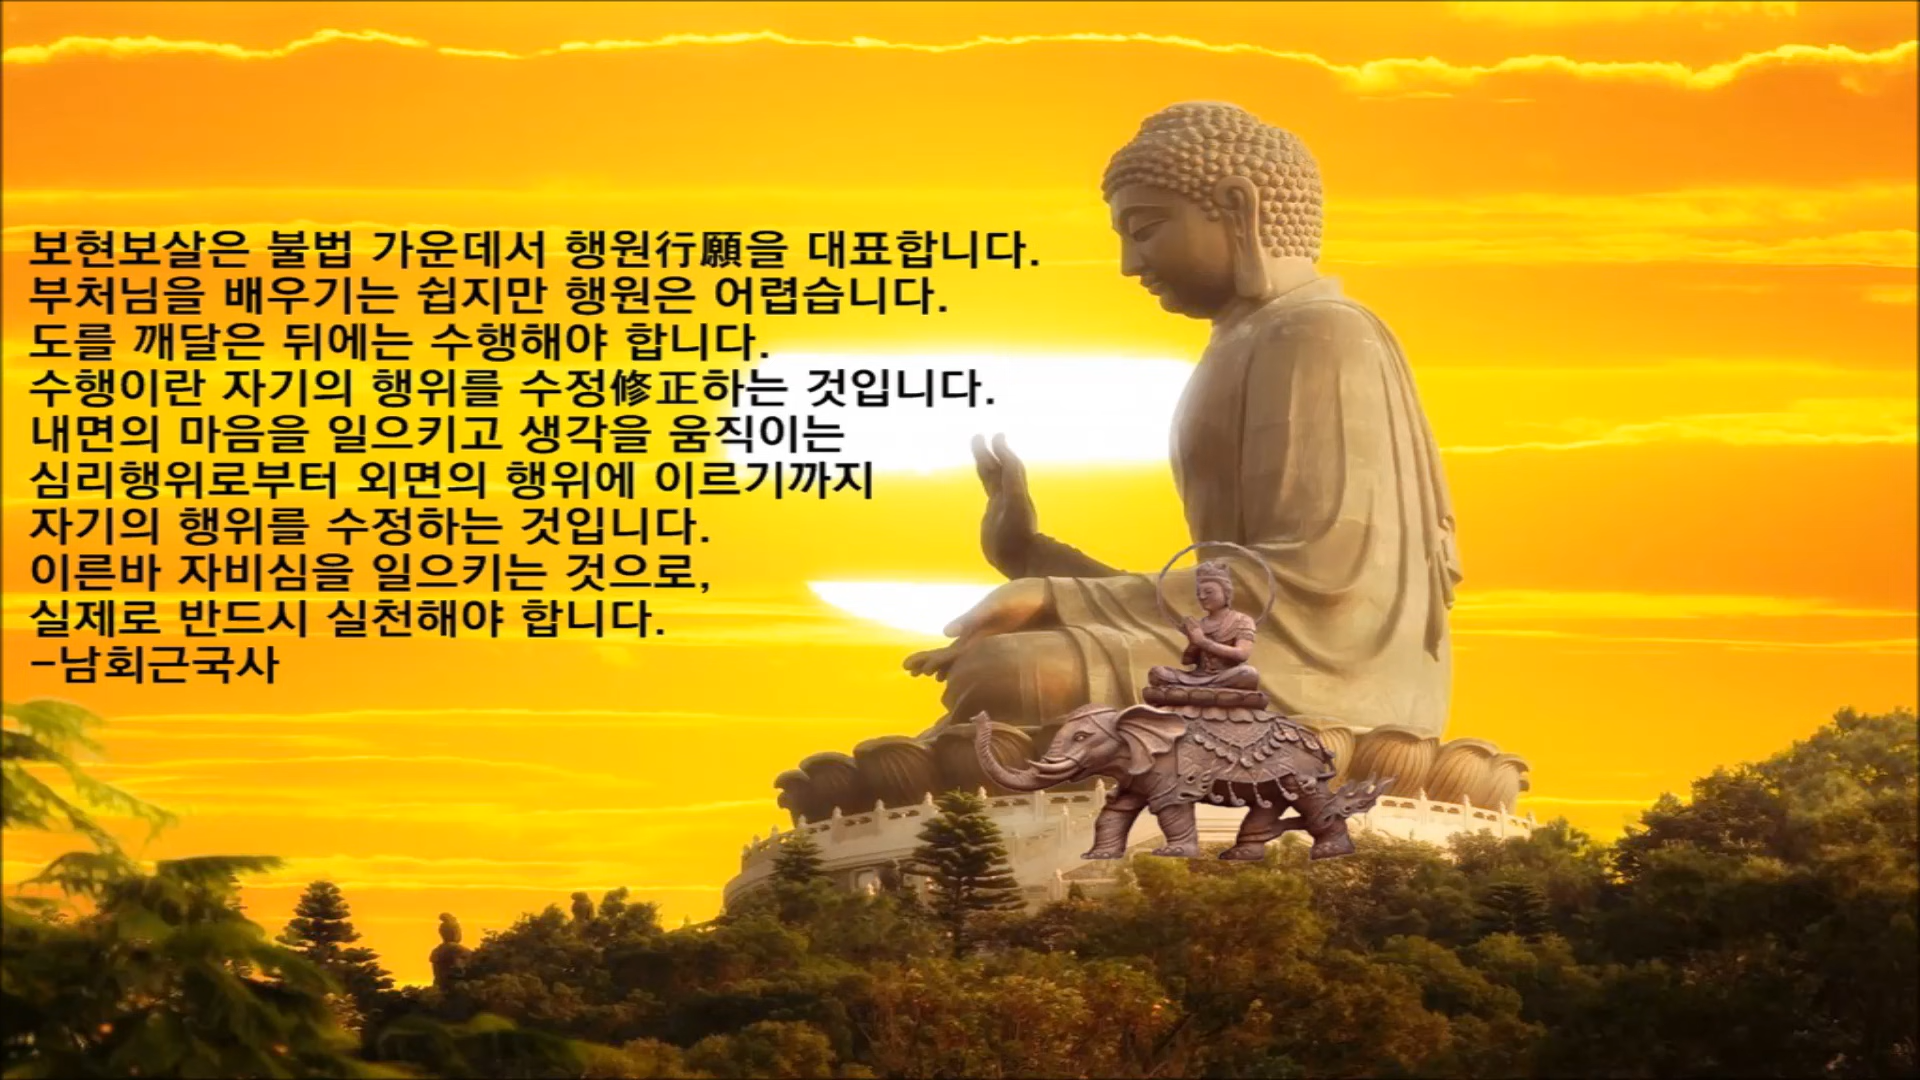 보현보살은 불법 가운데서 행원行願을 대표합니다.
부처님을 배우기는 쉽지만 행원은 어렵습니다.
도를 깨달은 뒤에는 수행해야 합니다.
수행이란 자기의 행위를 수정修正하는 것입니다.
내면의 마음을 일으키고 생각을 움직이는
심리행위로부터 외면의 행위에 이르기까지
자기의 행위를 수정하는 것입니다.
이른바 자비심을 일으키는 것으로,
실제로 반드시 실천해야 합니다.
-남회근국사